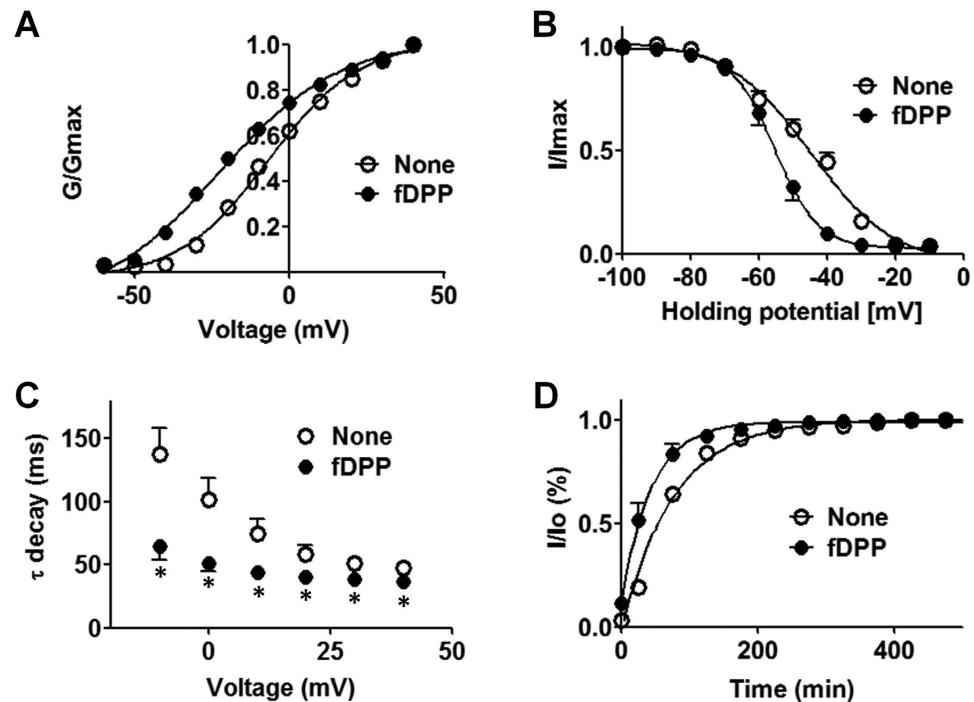 A
G/Gmax
1.0
0.8
0.6
0.4
0.2
None
fDPP
-50
0
50
Voltage (mV)
B
I/Imax
1.0
0.5
0.0
None
fDPP
-100
-80
-60
-40
-20
0
Holding potential [mV]
C
τ decay (ms)
150
100
50
0
None
fDPP
* * * * * *
0
25
50
Voltage (mV)
D
I/Io (%)
1.0
0.5
0.0
None
fDPP
0
200
400
Time (min)